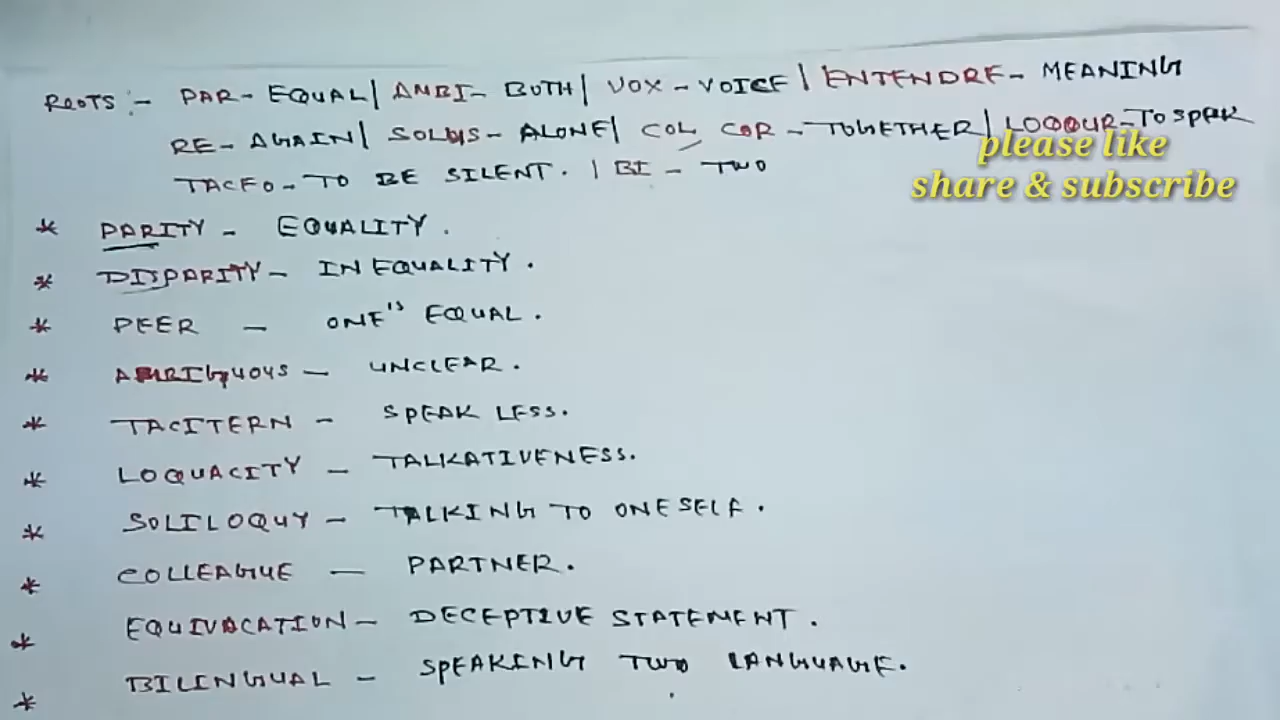 ROOTS :- PAR - EQUAL | AMBI - BOTH | VOX - VOICE | ENTENDRE - MEANING
RE - AGAIN | SOLUS - ALONE | COL, COR - TOGETHER | LOQUR - TO SPEAK
please like
TACEO - TO BE SILENT. | BI - TWO
share & subscribe
* PARITY - EQUALITY.
* DISPARITY - INEQUALITY.
* PEER - ONE'S EQUAL.
* AMBIGUOUS - UNCLEAR.
* TACITERN - SPEAK LESS.
* LOQUACITY - TALKATIVENESS.
* SOLILOQUY - TALKING TO ONESELF.
* COLLEAGUE - PARTNER.
* EQUIVOCATION - DECEPTIVE STATEMENT.
* BILINGUAL - SPEAKING TWO LANGUAGE.
*